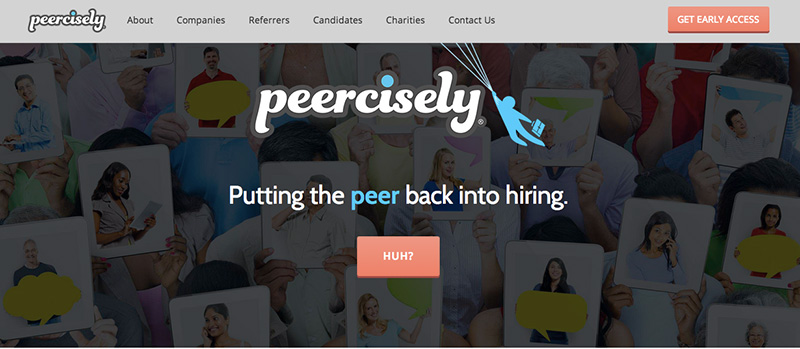 peercisely®
About
Companies
Referrers
Candidates
Charities
Contact Us
GET EARLY ACCESS
peercisely®
Putting the peer back into hiring.
HUH?